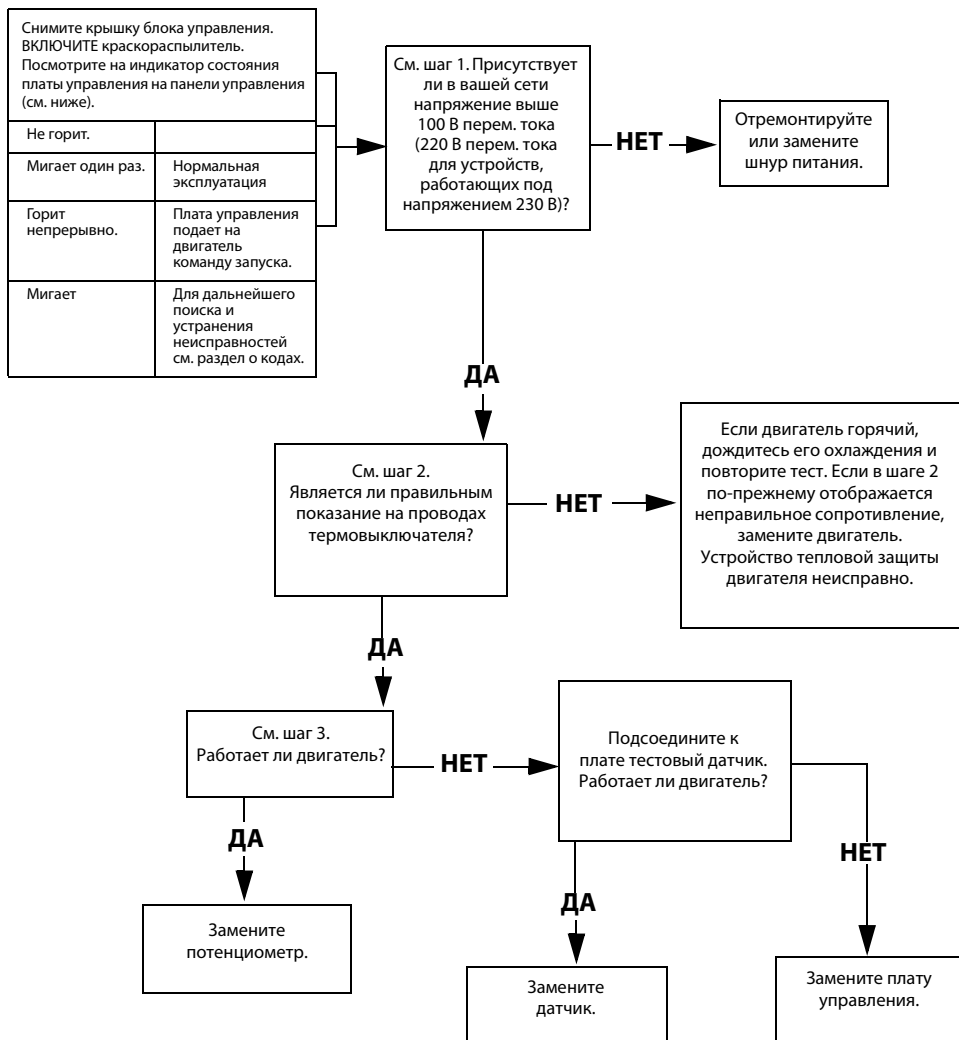 Снимите крышку блока управления.
ВКЛЮЧИТЕ краскораспылитель.
Посмотрите на индикатор состояния
платы управления на панели управления
(см. ниже).
Не горит.
Мигает один раз.
Нормальная
эксплуатация
Горит
непрерывно.
Плата управления
подает на
двигатель
команду запуска.
Мигает
Для дальнейшего
поиска и
устранения
неисправностей
см. раздел о кодах.
См. шаг 1. Присутствует
ли в вашей сети
напряжение выше
100 В перем. тока
(220 В перем. тока
для устройств,
работающих под
напряжением 230 В)?
НЕТ
Отремонтируйте
или замените
шнур питания.
ДА
См. шаг 2.
Является ли правильным
показание на проводах
термовыключателя?
НЕТ
Если двигатель горячий,
дождитесь его охлаждения и
повторите тест. Если в шаге 2
по-прежнему отображается
неправильное сопротивление,
замените двигатель.
Устройство тепловой защиты
двигателя неисправно.
ДА
См. шаг 3.
Работает ли двигатель?
НЕТ
Подсоедините к
плате тестовый датчик.
Работает ли двигатель?
ДА
НЕТ
ДА
Замените
потенциометр.
Замените
датчик.
Замените плату
управления.